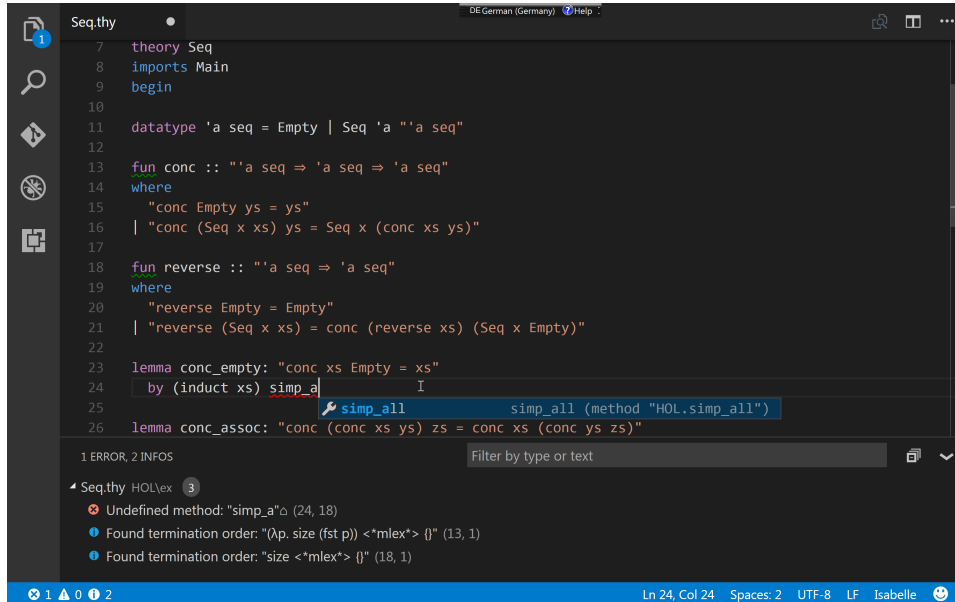 DE German (Germany) ? Help
1
Seq.thy ● ...
7 theory Seq
8 imports Main
9 begin
10
11 datatype 'a seq = Empty | Seq 'a "'a seq"
12
13 fun conc :: "'a seq ⇒ 'a seq ⇒ 'a seq"
14 where
15 "conc Empty ys = ys"
16 | "conc (Seq x xs) ys = Seq x (conc xs ys)"
17
18 fun reverse :: "'a seq ⇒ 'a seq"
19 where
20 "reverse Empty = Empty"
21 | "reverse (Seq x xs) = conc (reverse xs) (Seq x Empty)"
22
23 lemma conc_empty: "conc xs Empty = xs"
24 by (induct xs) simp_a
25 simp_all simp_all (method "HOL.simp_all")
26 lemma conc_assoc: "conc (conc xs ys) zs = conc xs (conc ys zs)"
1 ERROR, 2 INFOS Filter by type or text
Seq.thy HOL\ex 3
Undefined method: "simp_a"⌂ (24, 18)
Found termination order: "(λp. size (fst p)) <*mlex*> {}" (13, 1)
Found termination order: "size <*mlex*> {}" (18, 1)
1 0 2 Ln 24, Col 24 Spaces: 2 UTF-8 LF Isabelle